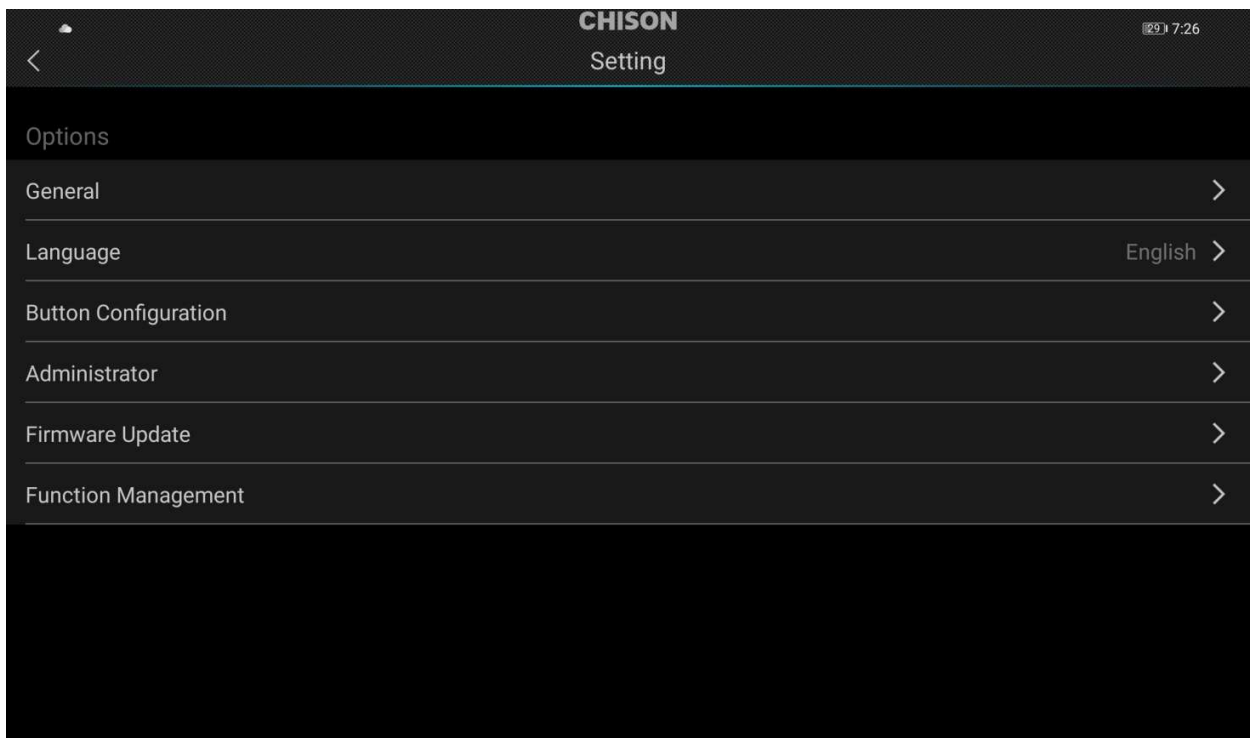 CHISON
29 7:26
Setting
Options
General
Language English
Button Configuration
Administrator
Firmware Update
Function Management